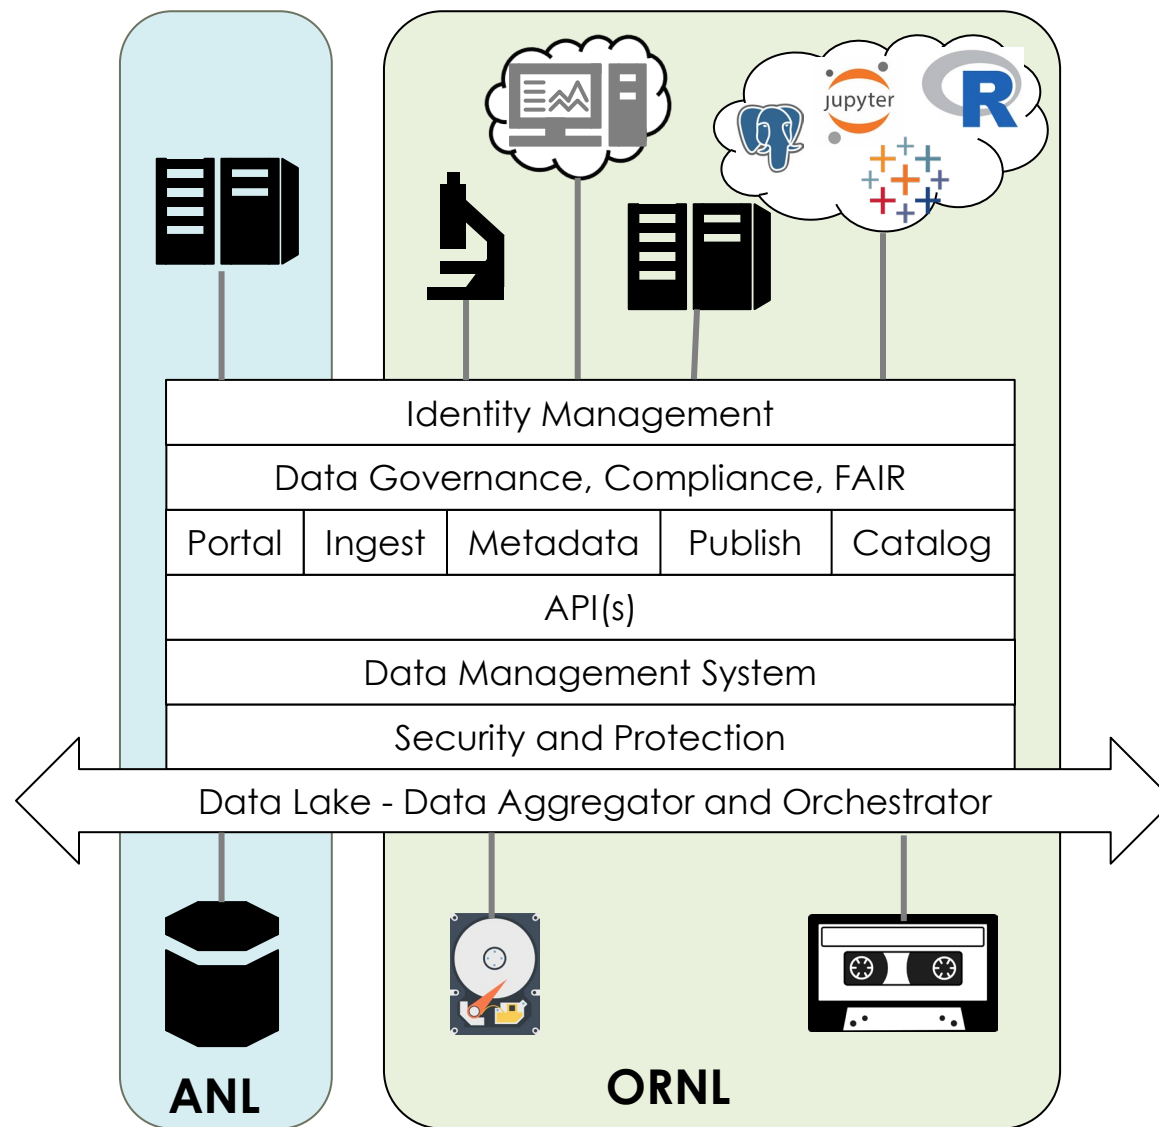 jupyter
R
Identity Management
Data Governance, Compliance, FAIR
Portal
Ingest
Metadata
Publish
Catalog
API(s)
Data Management System
Security and Protection
Data Lake - Data Aggregator and Orchestrator
ANL
ORNL